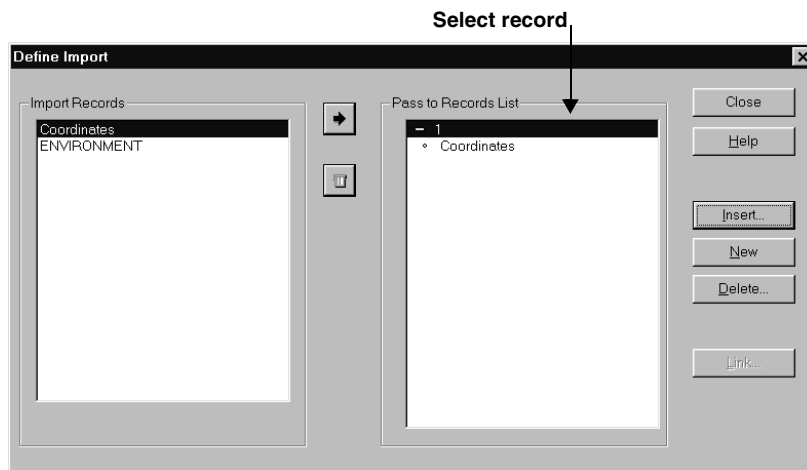 Select record
Define Import
Import Records
Coordinates
ENVIRONMENT
Pass to Records List
– 1
° Coordinates
Close
Help
Insert...
New
Delete...
Link...